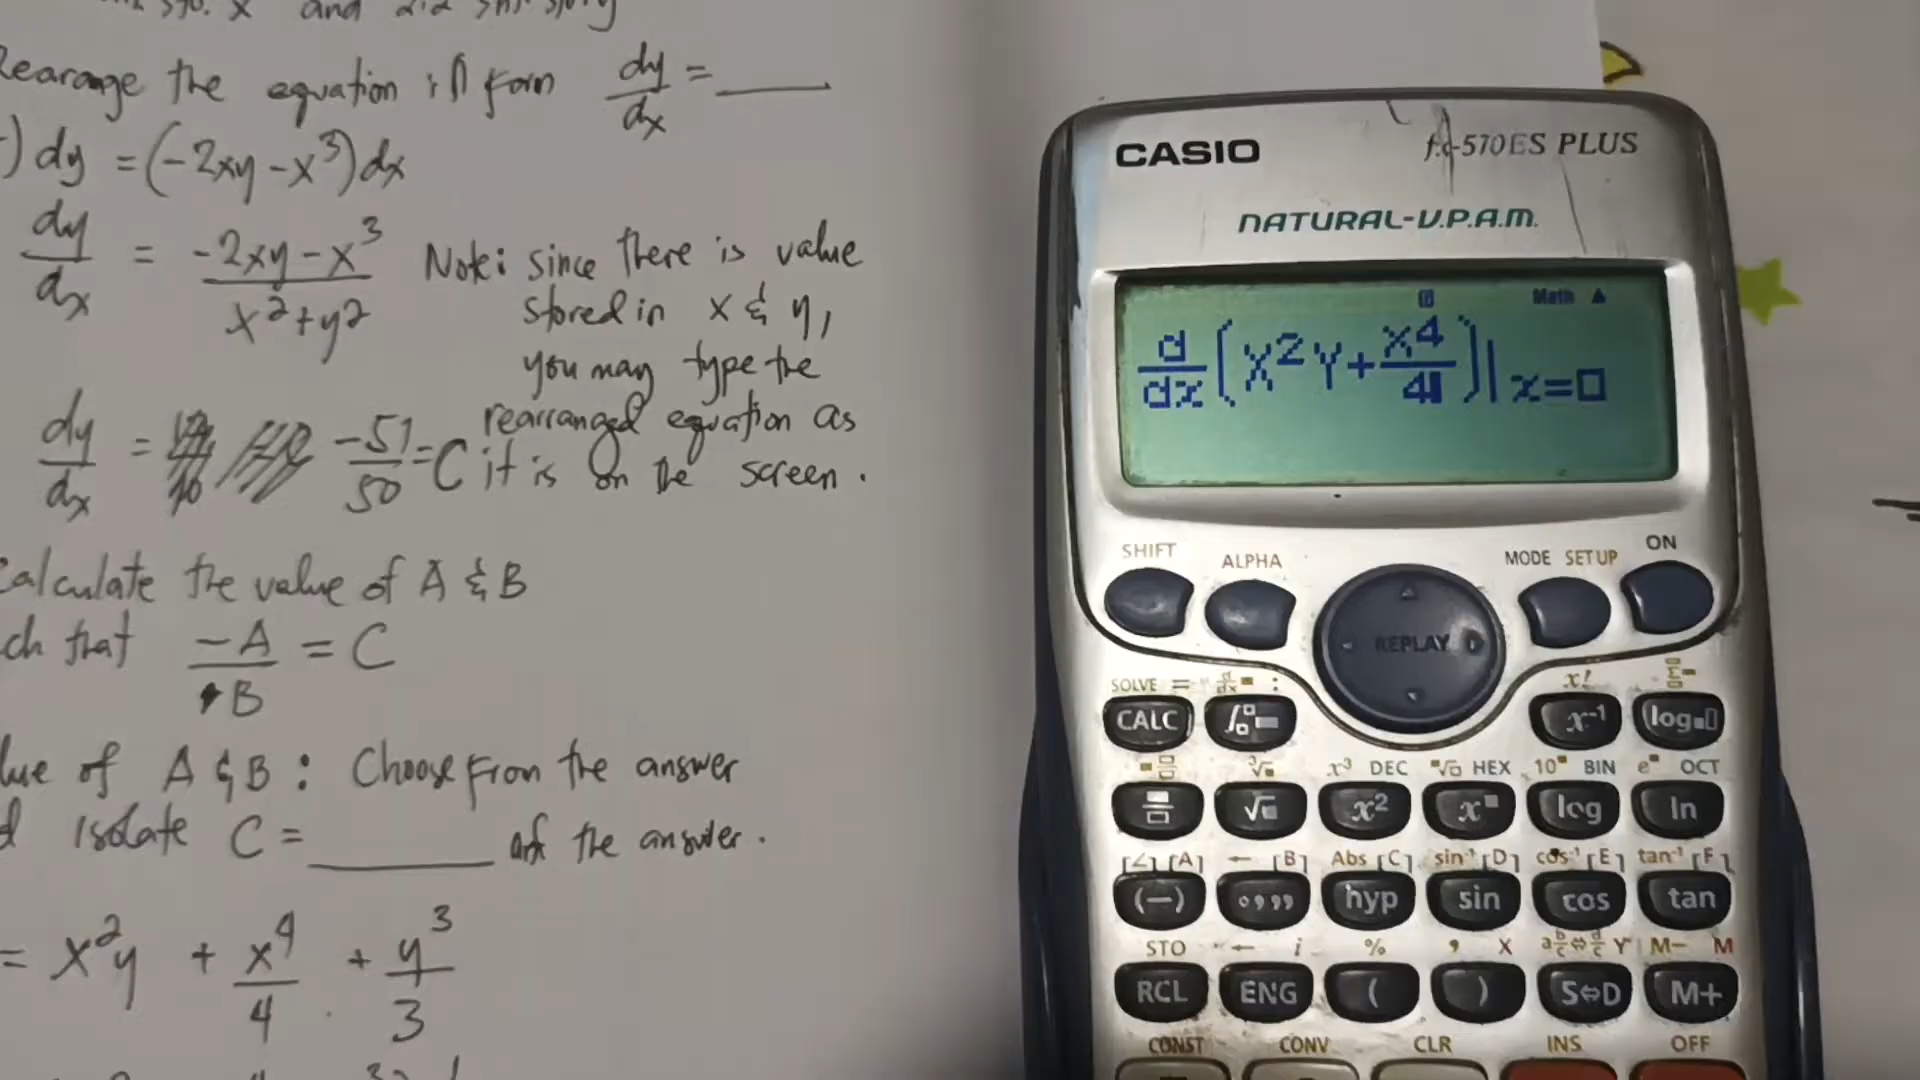 x and
Rearange the equation in form dy/dx = ____
) dy = (-2xy - x³) dx
dy/dx = (-2xy - x³)/(x² + y²)
Note: since there is value
stored in x & y,
you may type the
rearranged equation as
it is on the screen.
dy/dx = -51/50 = C
Calculate the value of A & B
ch that -A/B = C
lue of A & B: Choose from the answer
d isolate C = ____ of the answer.
= x²y + x⁴/4 + y³/3
CASIO fx-570ES PLUS
NATURAL-V.P.A.M.
Math ▲
d/dx(X²Y+X4/4)|x=□
SHIFT ALPHA MODE SETUP ON
REPLAY
SOLVE = d/dx :
x!
CALC ∫ x⁻¹ log
x³ DEC √ HEX 10 BIN e OCT
√ x² x■ log ln
[∠] [A] ← [B] Abs [C] sin⁻¹ [D] cos⁻¹ [E] tan⁻¹ [F]
(−) °,,, hyp sin cos tan
STO ← i % , X a b/c⇔d/c Y M− M
RCL ENG ( ) S⇔D M+
CONST CONV CLR INS OFF